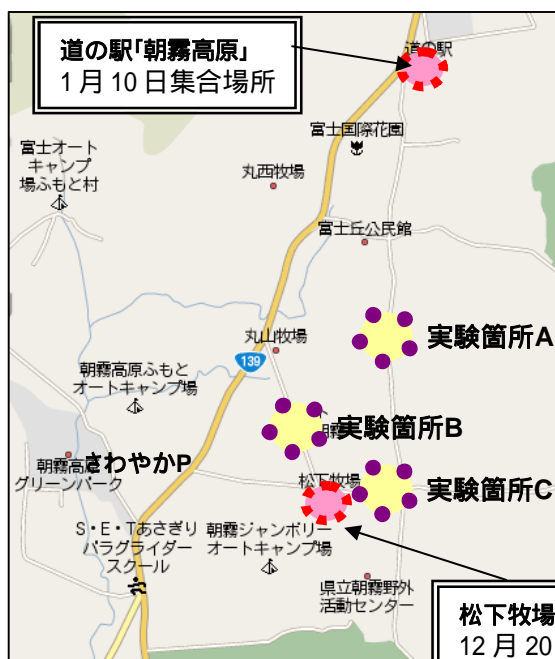 道の駅「朝霧高原」
1月10日集合場所
道の駅
富士国際花園
富士オート
キャンプ
場ふもと村
丸西牧場
富士丘公民館
実験箇所A
丸山牧場
139
朝霧高原ふもと
オートキャンプ場
実験箇所B
さわやかP
朝霧高原
グリーンパーク
松下牧場
実験箇所C
S・E・Tあさぎり
パラグライダー
スクール
朝霧ジャンボリー
オートキャンプ場
県立朝霧野外
活動センター
松下牧場
12月20